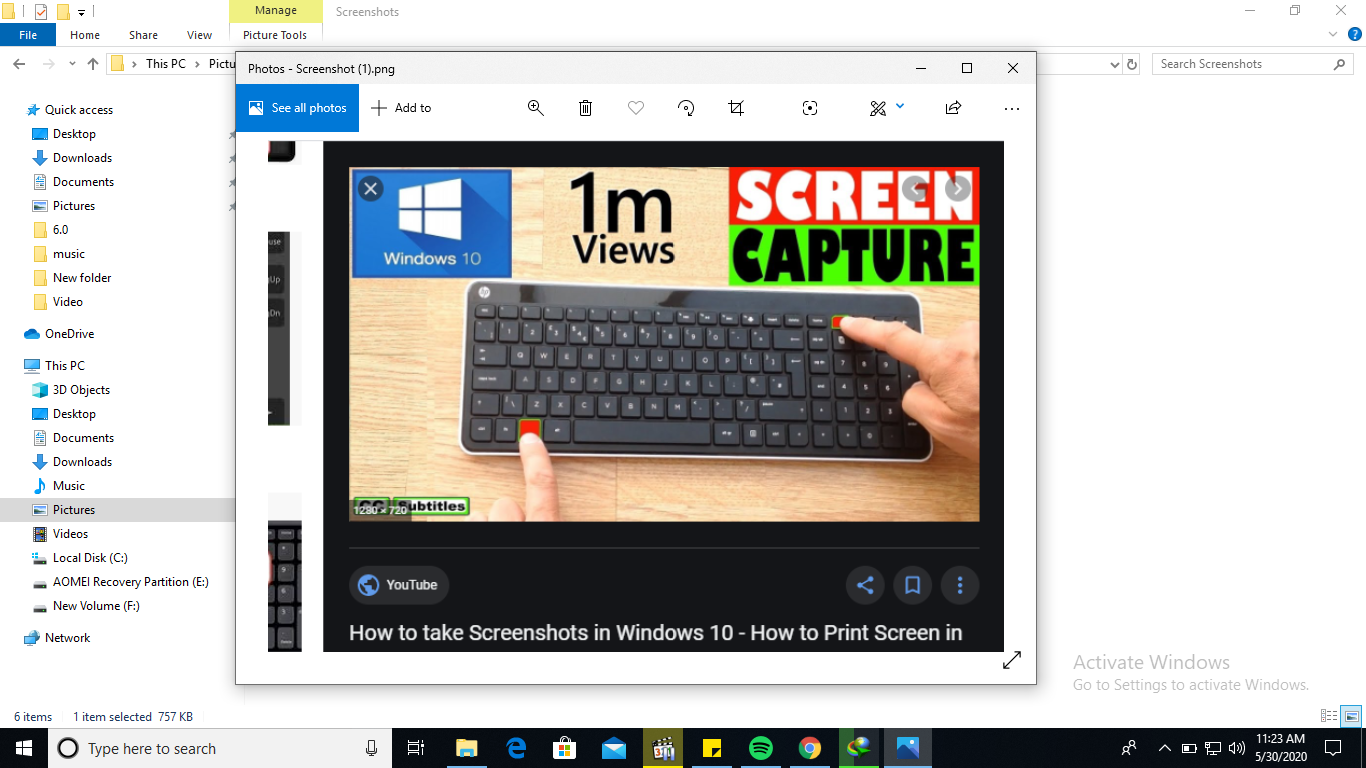 Manage
Screenshots
File
Home
Share
View
Picture Tools
This PC
Pictu
Search Screenshots
Photos - Screenshot (1).png
See all photos
Add to
Quick access
Desktop
Downloads
Documents
Pictures
6.0
music
New folder
Video
OneDrive
This PC
3D Objects
Desktop
Documents
Downloads
Music
Pictures
Videos
Local Disk (C:)
AOMEI Recovery Partition (E:)
New Volume (F:)
Network
Windows 10
1m
Views
SCREEN
CAPTURE
hp
Q W E R T Y U I O P
A S D F G H J K L
Z X C V B N M
CC Subtitles
1280 × 720
YouTube
How to take Screenshots in Windows 10 - How to Print Screen in
Activate Windows
Go to Settings to activate Windows.
6 items
1 item selected 757 KB
Type here to search
11:23 AM
5/30/2020